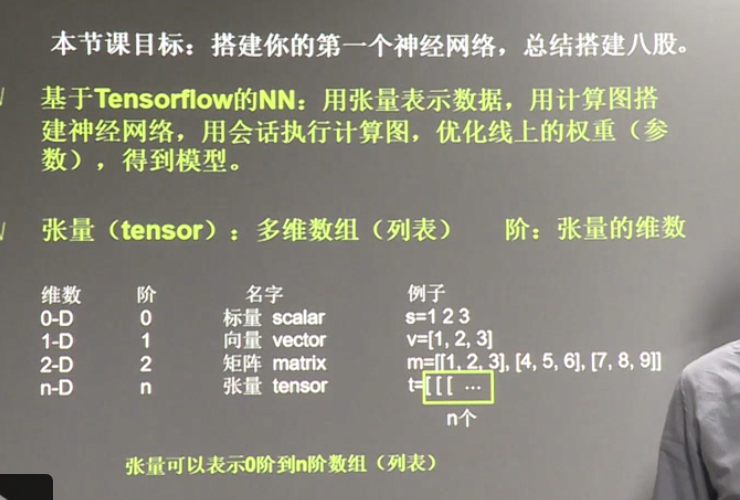 本节课目标：搭建你的第一个神经网络，总结搭建八股。
√ 基于Tensorflow的NN：用张量表示数据，用计算图搭
建神经网络，用会话执行计算图，优化线上的权重（参
数），得到模型。
√ 张量（tensor）：多维数组（列表） 阶：张量的维数
维数 阶 名字 例子
0-D 0 标量 scalar s=1 2 3
1-D 1 向量 vector v=[1, 2, 3]
2-D 2 矩阵 matrix m=[[1, 2, 3], [4, 5, 6], [7, 8, 9]]
n-D n 张量 tensor t=[ [ [ ...
n个
张量可以表示0阶到n阶数组（列表）